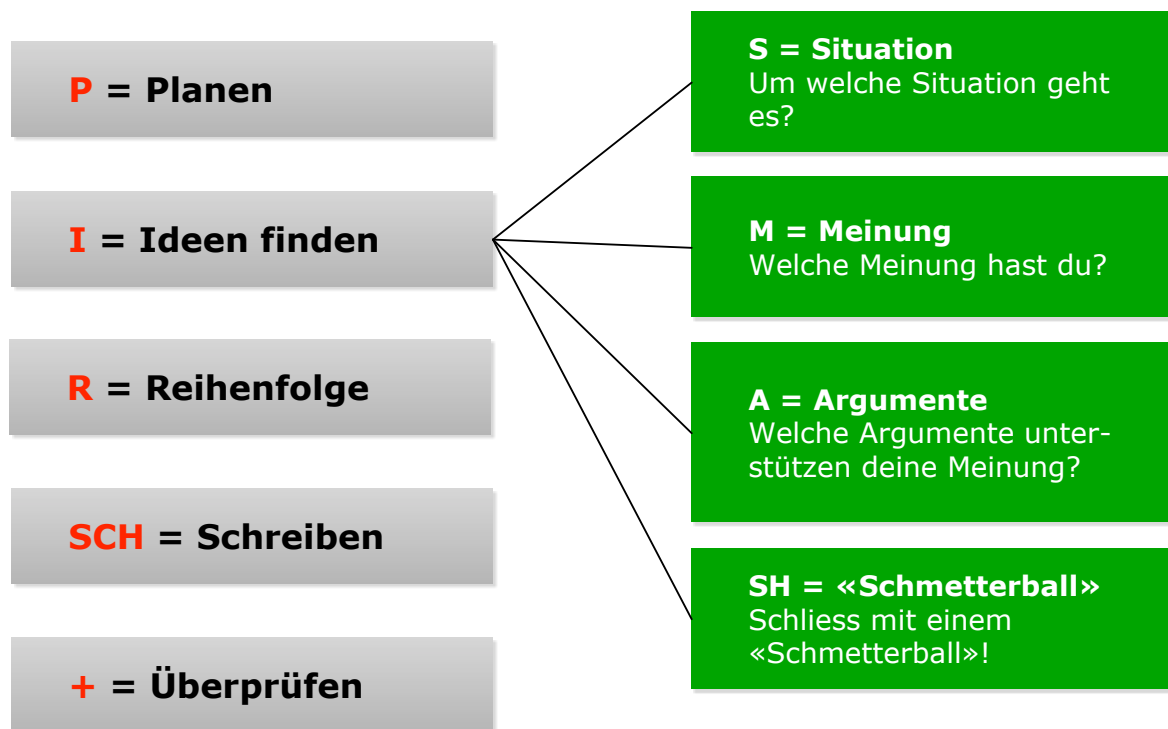 P = Planen
I = Ideen finden
R = Reihenfolge
SCH = Schreiben
+ = Überprüfen
S = Situation
Um welche Situation geht
es?
M = Meinung
Welche Meinung hast du?
A = Argumente
Welche Argumente unter-
stützen deine Meinung?
SH = «Schmetterball»
Schliess mit einem
«Schmetterball»!